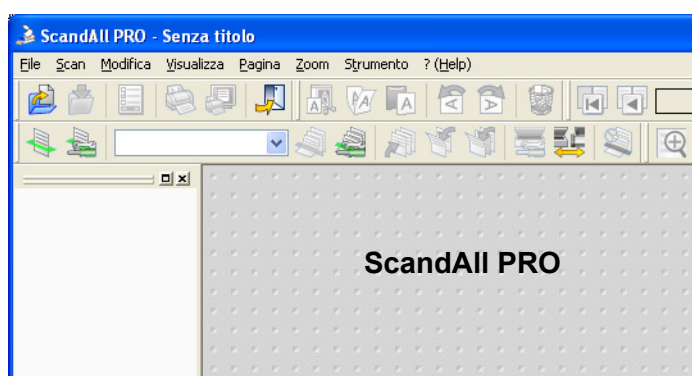 ScandAll PRO - Senza titolo
File Scan Modifica Visualizza Pagina Zoom Strumento ? (Help)
ScandAll PRO